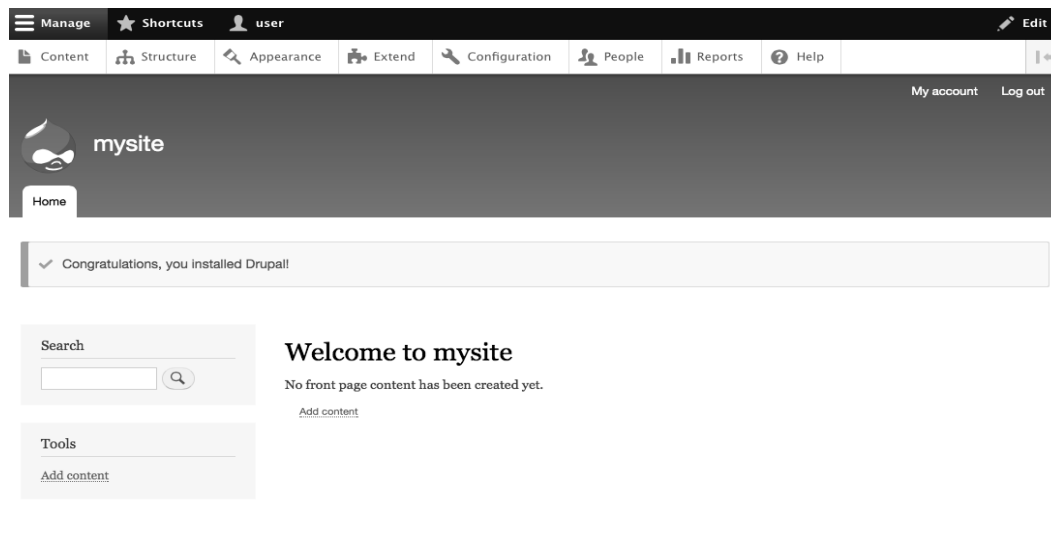 Manage Shortcuts user Edit
Content Structure Appearance Extend Configuration People Reports Help
My account Log out
mysite
Home
Congratulations, you installed Drupal!
Search
Welcome to mysite
No front page content has been created yet.
Add content
Tools
Add content